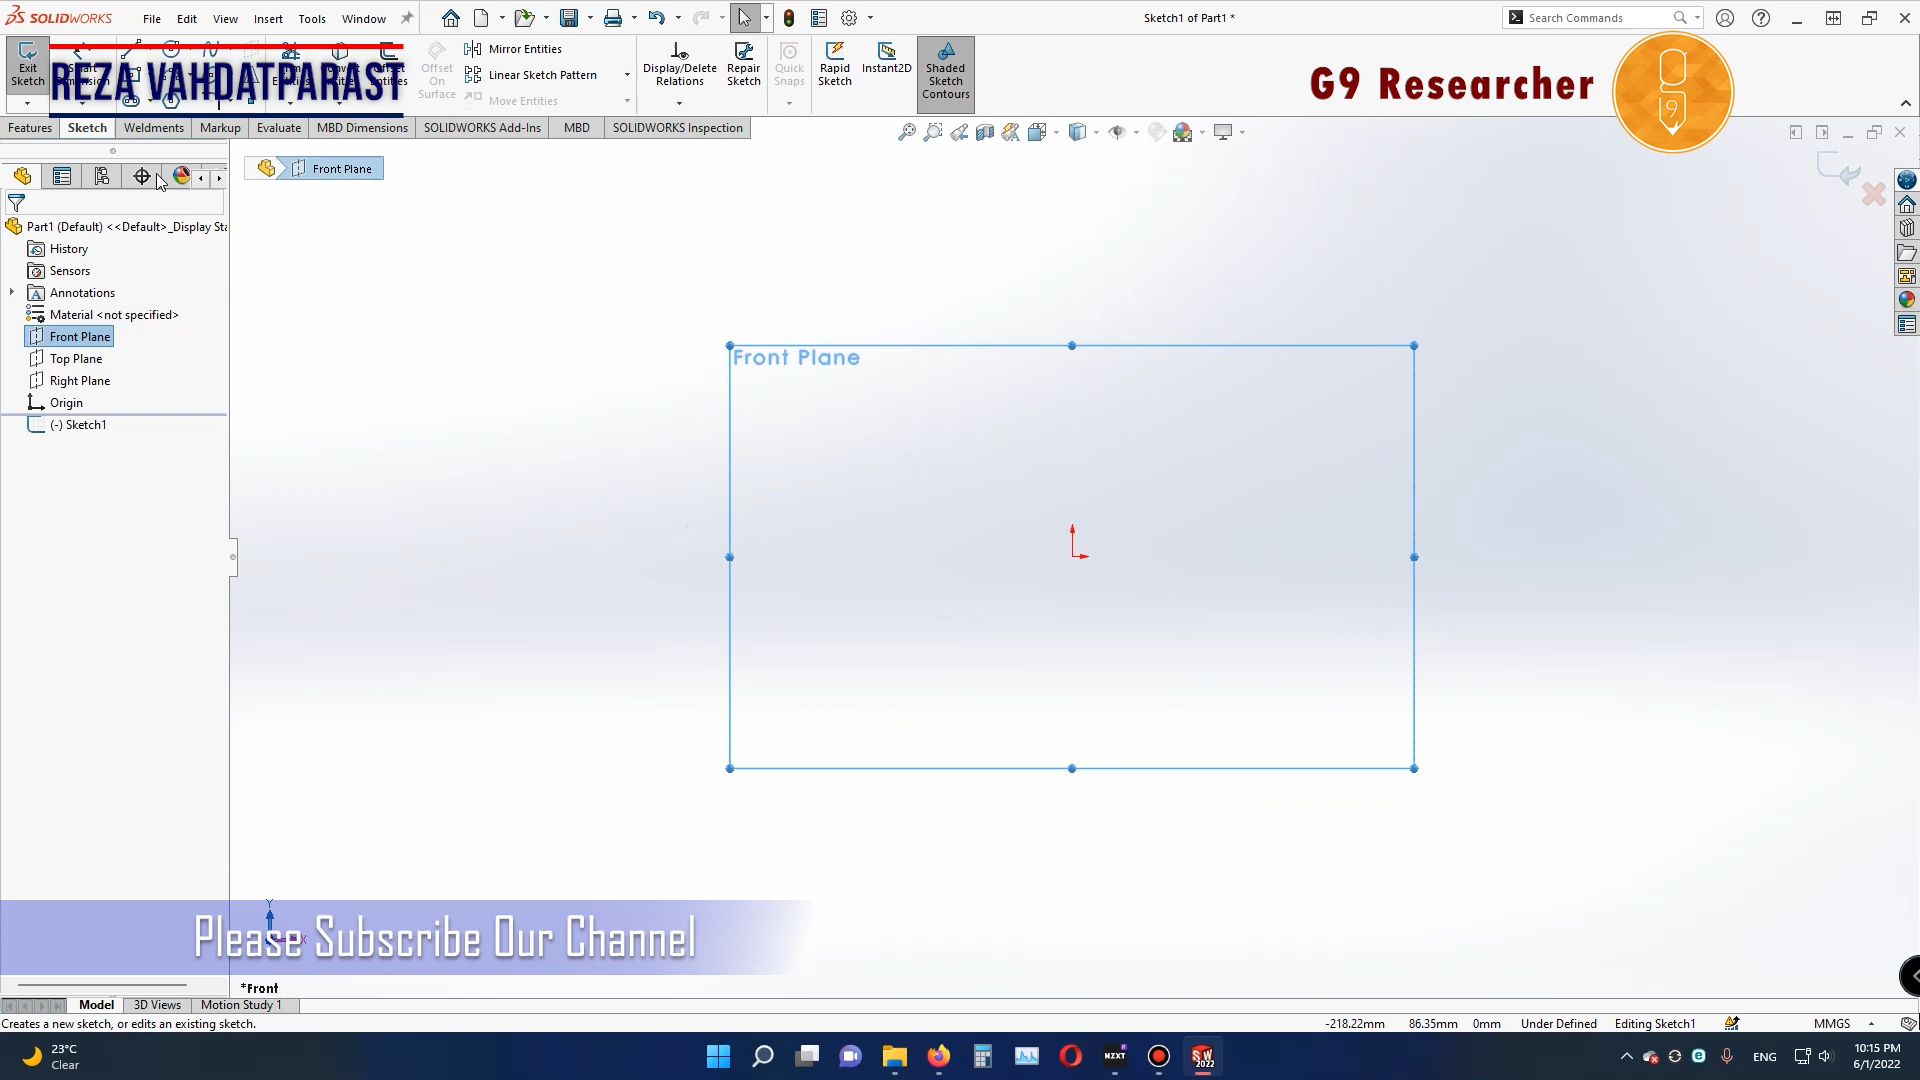 SOLIDWORKS File Edit View Insert Tools Window Sketch1 of Part1 * Search Commands
Exit Sketch
REZA VAHDATPARAST
Offset On Surface
Mirror Entities
Linear Sketch Pattern
Move Entities
Display/Delete Relations
Repair Sketch
Quick Snaps
Rapid Sketch
Instant2D
Shaded Sketch Contours
G9 Researcher
9
Features Sketch Weldments Markup Evaluate MBD Dimensions SOLIDWORKS Add-Ins MBD SOLIDWORKS Inspection
Front Plane
Part1 (Default) <<Default>_Display Sta
History
Sensors
Annotations
Material <not specified>
Front Plane
Top Plane
Right Plane
Origin
(-) Sketch1
Front Plane
Y
X
Please Subscribe Our Channel
*Front
Model 3D Views Motion Study 1
Creates a new sketch, or edits an existing sketch. -218.22mm 86.35mm 0mm Under Defined Editing Sketch1 MMGS
23°C
Clear
NZXT
SW 2022
ENG
10:15 PM
6/1/2022